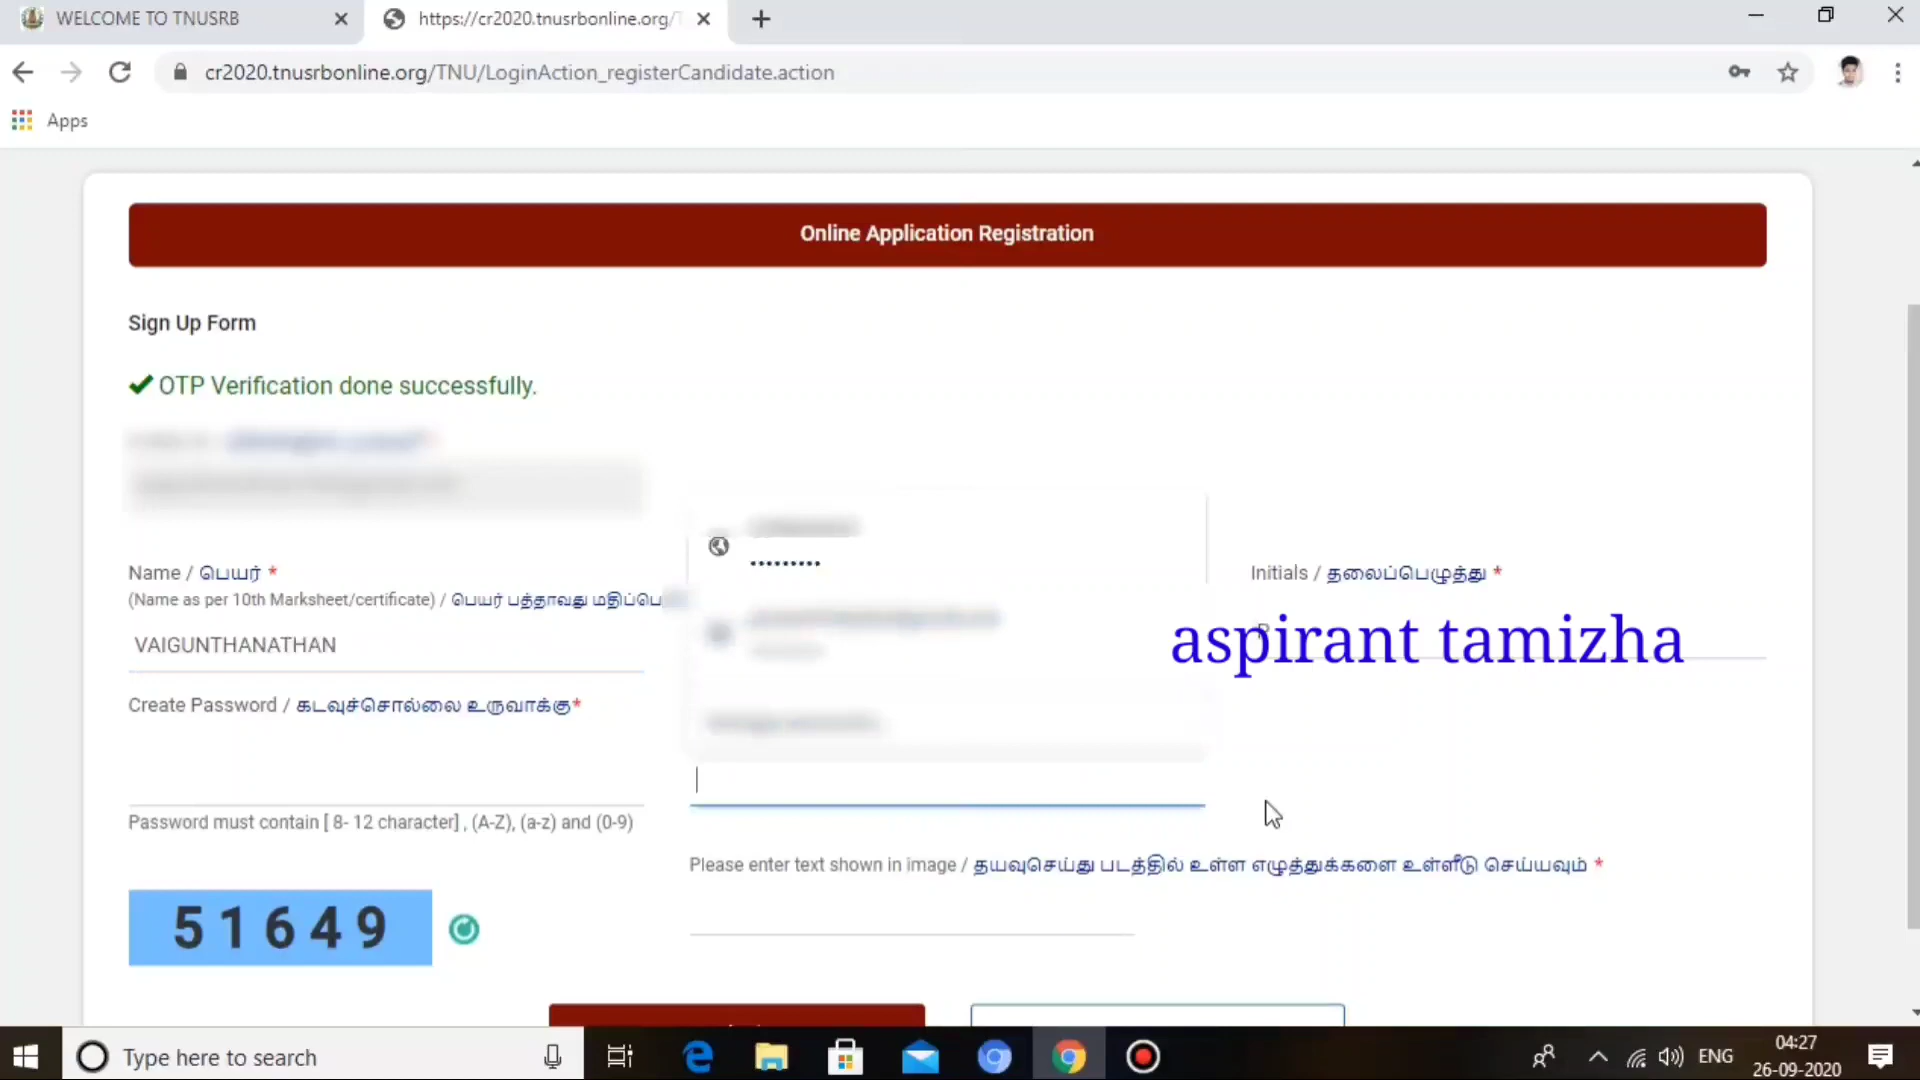 WELCOME TO TNUSRB
https://cr2020.tnusrbonline.org/T
cr2020.tnusrbonline.org/TNU/LoginAction_registerCandidate.action
Apps
Online Application Registration
Sign Up Form
OTP Verification done successfully.
Name / பெயர் *
(Name as per 10th Marksheet/certificate) / பெயர் பத்தாவது மதிப்பெ
VAIGUNTHANATHAN
Initials / தலைப்பெழுத்து *
aspirant tamizha
Create Password / கடவுச்சொல்லை உருவாக்கு*
Password must contain [ 8- 12 character] , (A-Z), (a-z) and (0-9)
Please enter text shown in image / தயவுசெய்து படத்தில் உள்ள எழுத்துக்களை உள்ளீடு செய்யவும் *
51649
Type here to search
ENG
04:27
26-09-2020